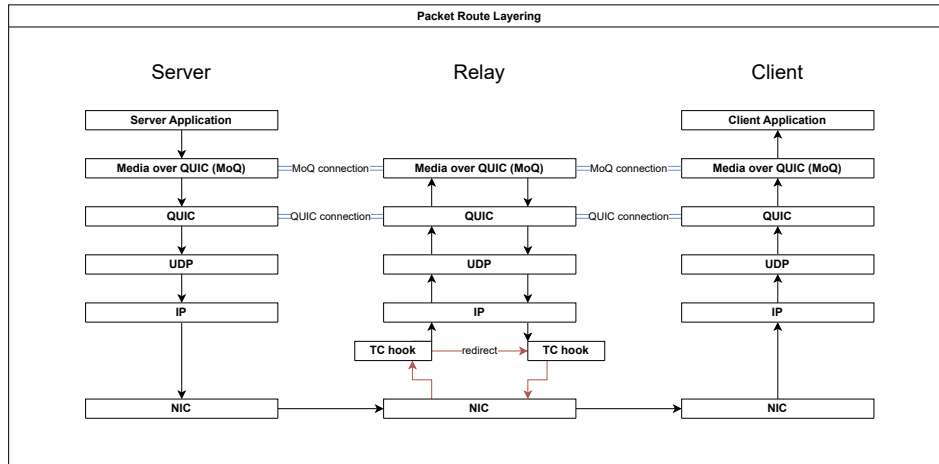 Packet Route Layering
Server
Relay
Client
Server Application
Client Application
Media over QUIC (MoQ)
MoQ connection
Media over QUIC (MoQ)
MoQ connection
Media over QUIC (MoQ)
QUIC
QUIC connection
QUIC
QUIC connection
QUIC
UDP
UDP
UDP
IP
IP
IP
TC hook
redirect
TC hook
NIC
NIC
NIC